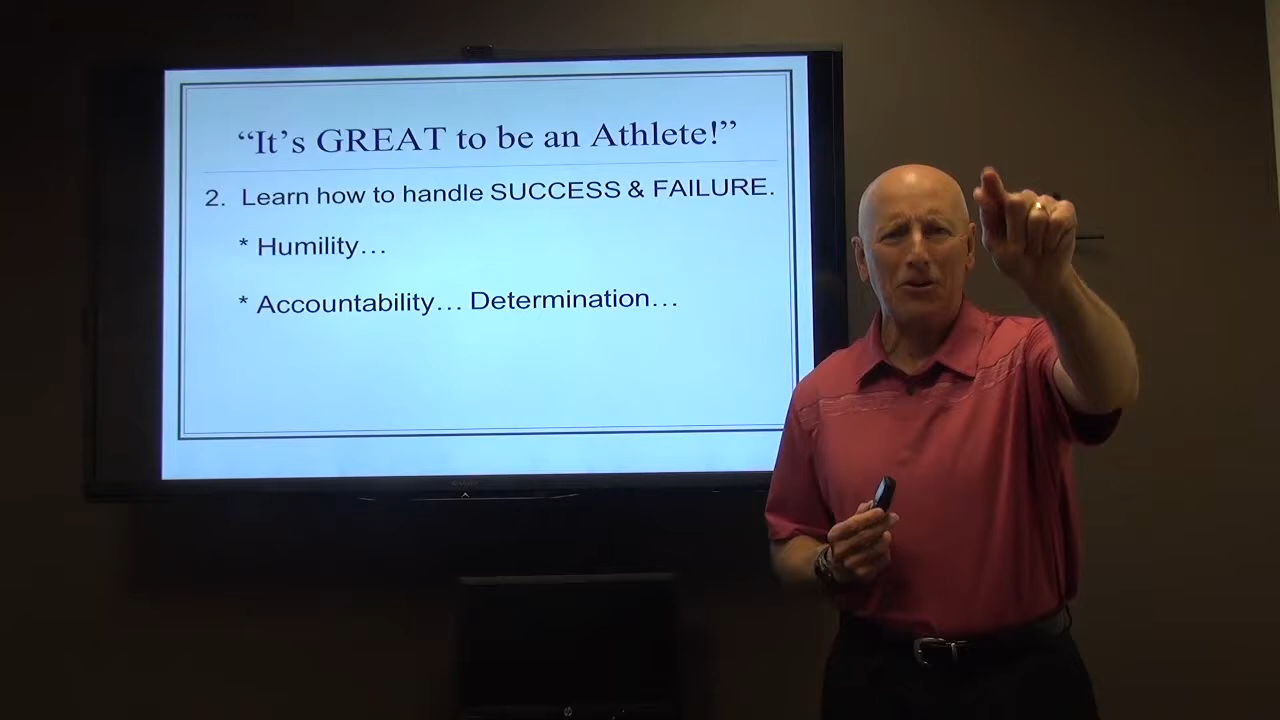 “It’s GREAT to be an Athlete!”
2. Learn how to handle SUCCESS & FAILURE.
* Humility…
* Accountability… Determination…